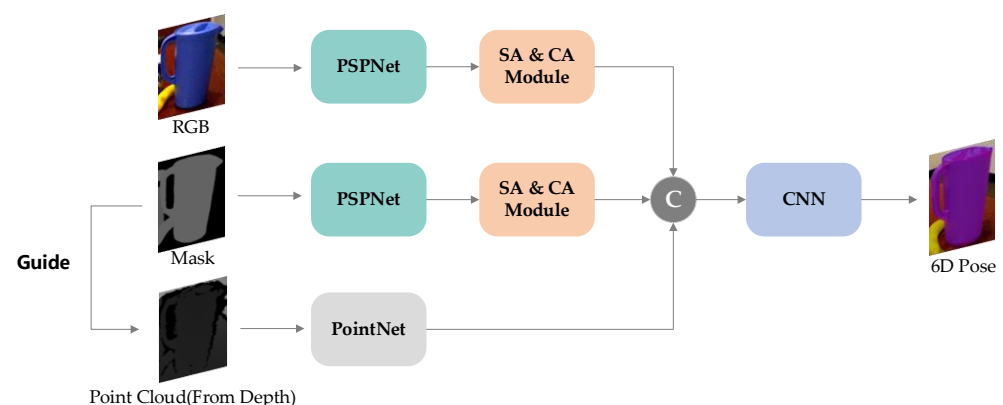 PSPNet
SA & CA
Module
RGB
PSPNet
SA & CA
Module
C
CNN
Guide
Mask
6D Pose
PointNet
Point Cloud(From Depth)